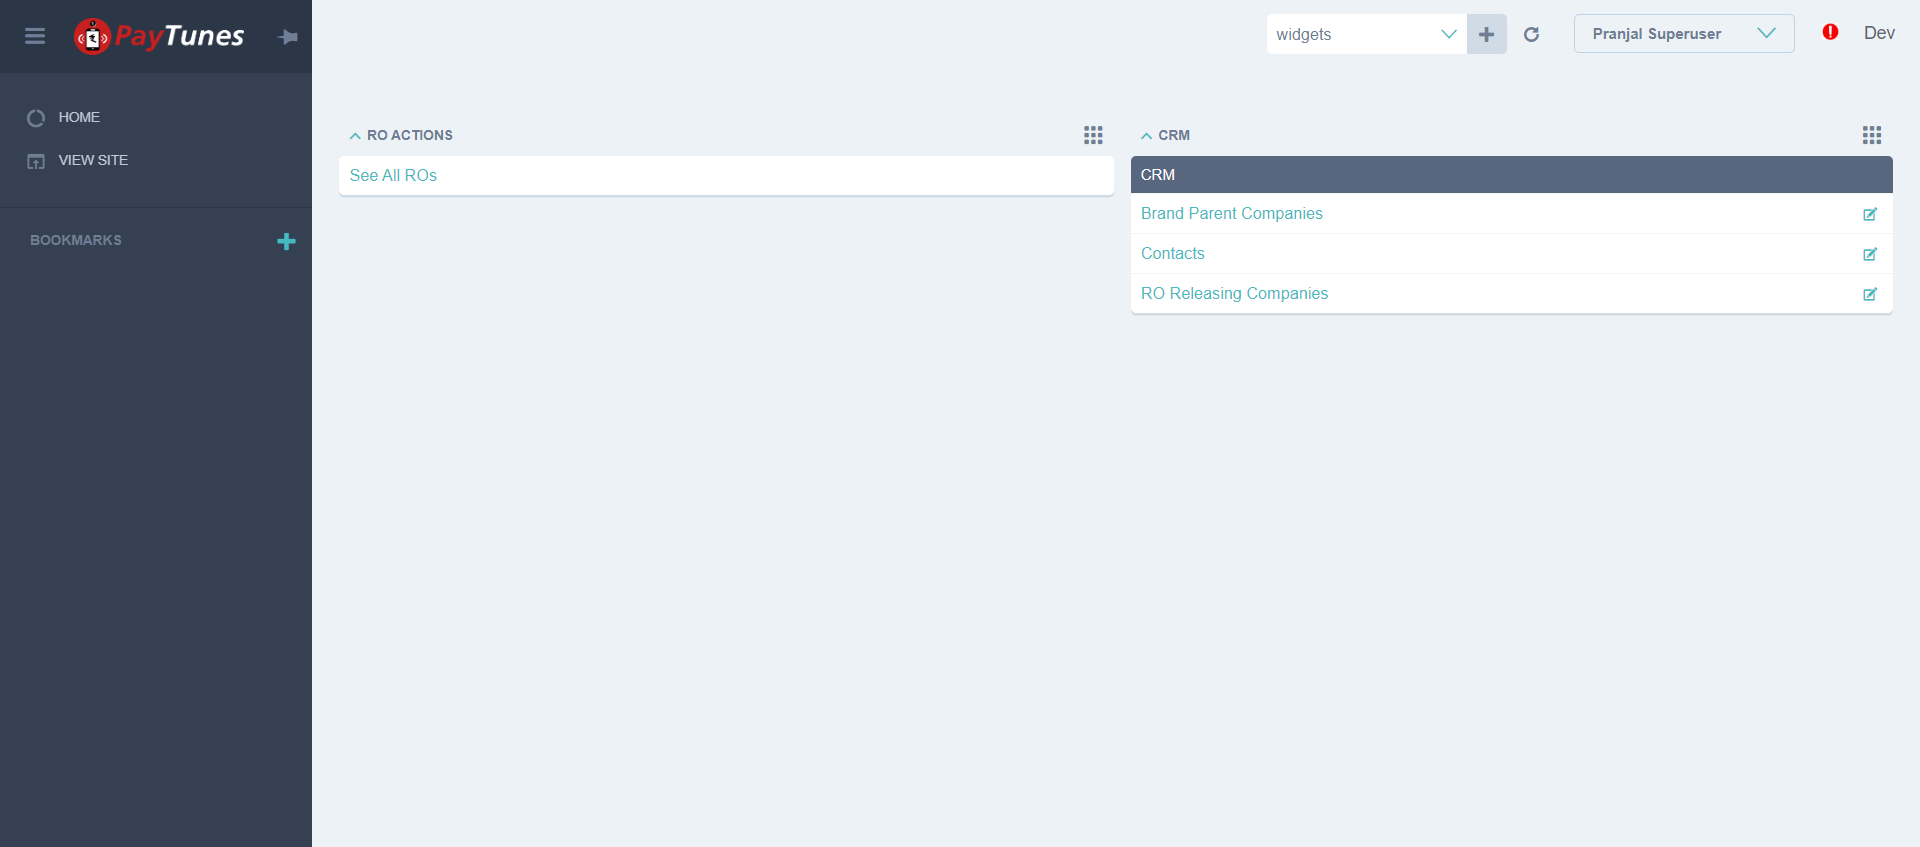 PayTunes
widgets
Pranjal Superuser
Dev
HOME
VIEW SITE
BOOKMARKS
RO ACTIONS
See All ROs
CRM
CRM
Brand Parent Companies
Contacts
RO Releasing Companies